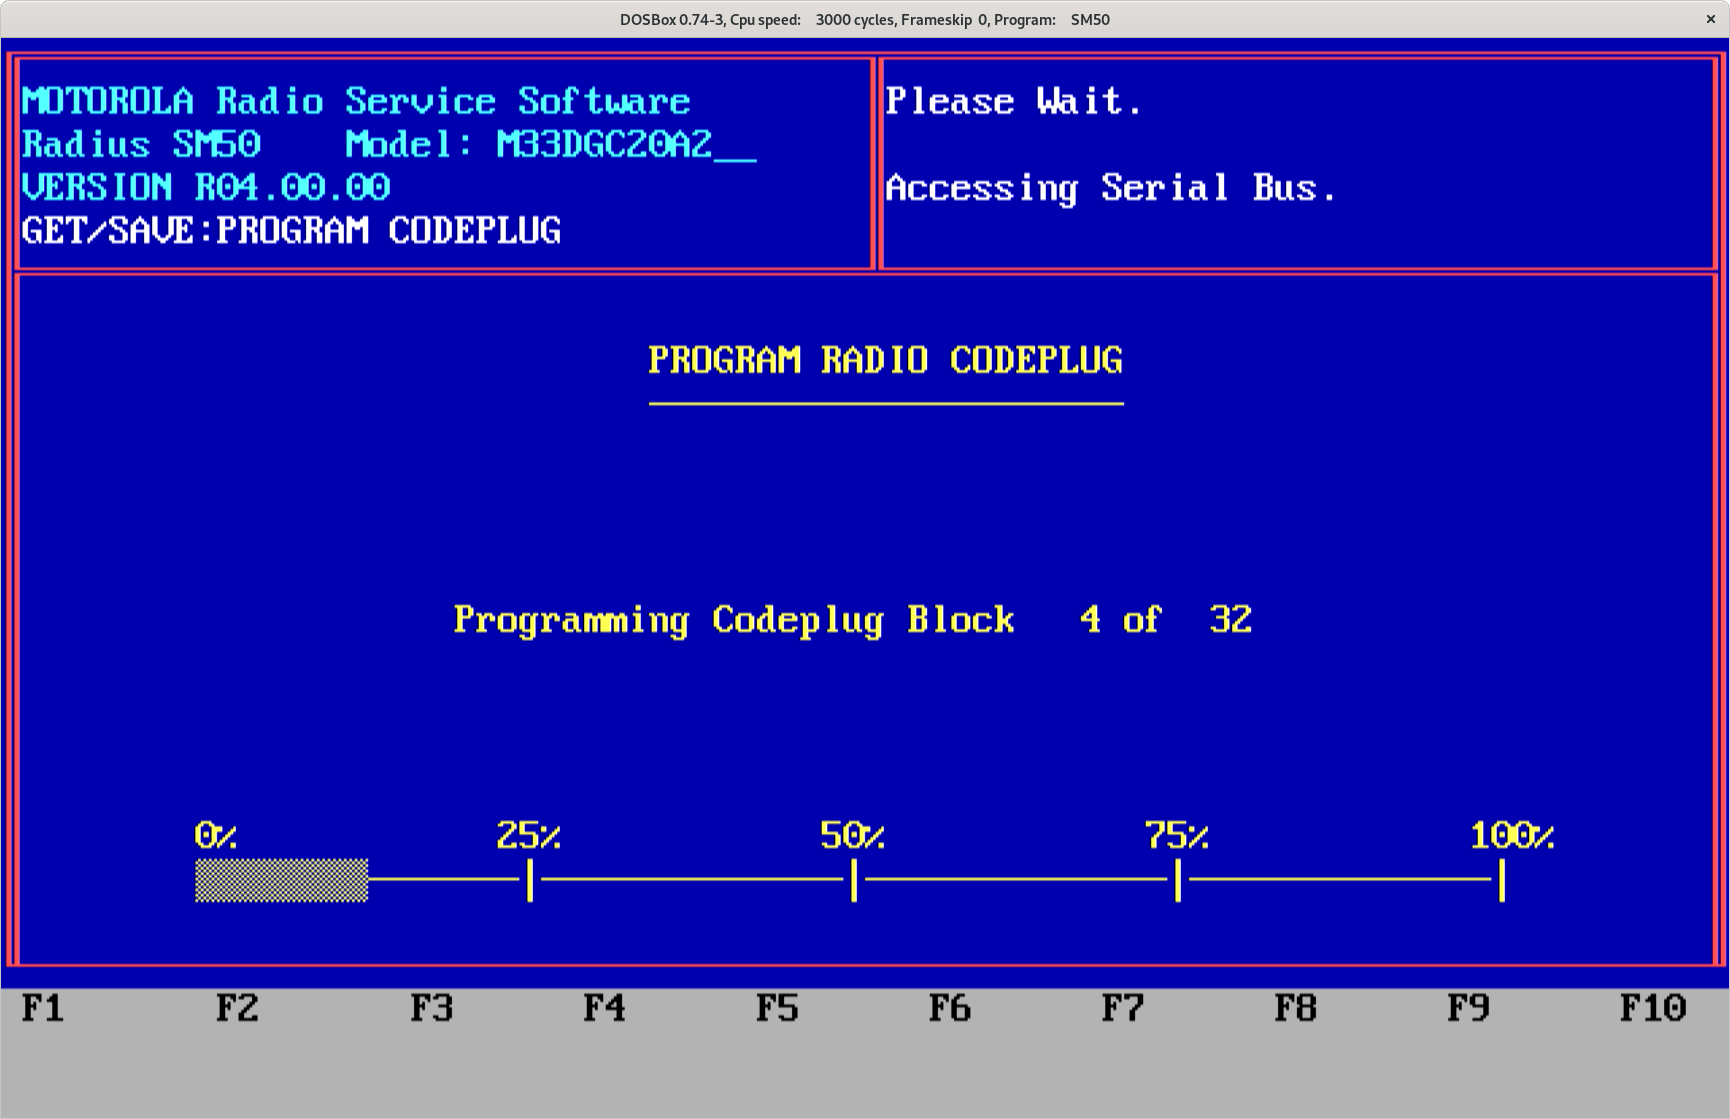 DOSBox 0.74-3, Cpu speed: 3000 cycles, Frameskip 0, Program: SM50 ×
MOTOROLA Radio Service Software
Radius SM50 Model: M33DGC20A2__
VERSION R04.00.00
GET/SAVE:PROGRAM CODEPLUG
Please Wait.
Accessing Serial Bus.
PROGRAM RADIO CODEPLUG
Programming Codeplug Block 4 of 32
0% 25% 50% 75% 100%
F1 F2 F3 F4 F5 F6 F7 F8 F9 F10